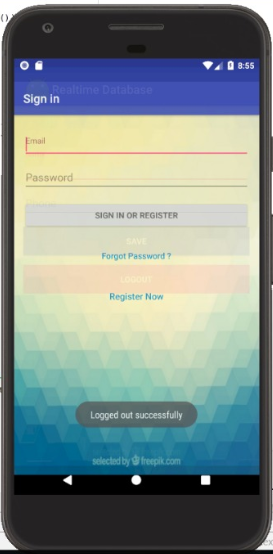 8:55
Realtime Database
Sign in
Email
Password
SIGN IN OR REGISTER
SAVE
Forgot Password ?
LOGOUT
Register Now
Logged out successfully
selected by freepik.com